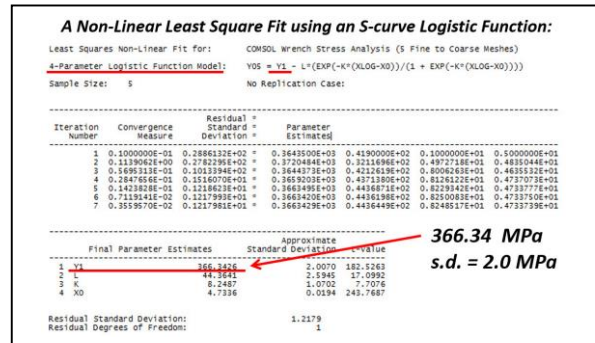 A Non-Linear Least Square Fit using an S-curve Logistic Function:
Least Squares Non-Linear Fit for: COMSOL Wrench Stress Analysis (5 Fine to Coarse Meshes)
4-Parameter Logistic Function Model: Y05 = Y1 - L*(EXP(-K*(XLOG-X0))/(1 + EXP(-K*(XLOG-X0))))
Sample Size: 5 No Replication Case:
Residual *
Iteration Convergence Standard * Parameter
Number Measure Deviation * Estimates
1 0.1000000E-01 0.2886132E+02 * 0.3643500E+03 0.4190000E+02 0.1000000E+01 0.5000000E+01
2 0.1139062E+00 0.2782295E+02 * 0.3720484E+03 0.3211696E+02 0.4972718E+01 0.4835044E+01
3 0.5695313E-01 0.1013394E+02 * 0.3644373E+03 0.4212619E+02 0.8006263E+01 0.4635532E+01
4 0.2847656E-01 0.1516070E+01 * 0.3659203E+03 0.4371380E+02 0.8126122E+01 0.4737073E+01
5 0.1423828E-01 0.1218623E+01 * 0.3663495E+03 0.4436871E+02 0.8229342E+01 0.4733777E+01
6 0.7119141E-02 0.1217993E+01 * 0.3663420E+03 0.4436198E+02 0.8250083E+01 0.4733750E+01
7 0.3559570E-02 0.1217981E+01 * 0.3663429E+03 0.4436449E+02 0.8248517E+01 0.4733739E+01
Approximate
Final Parameter Estimates Standard Deviation t-Value
366.34 MPa
1 Y1 366.3426 2.0070 182.5263
s.d. = 2.0 MPa
2 L 44.3641 2.5945 17.0992
3 K 8.2487 1.0702 7.7076
4 X0 4.7336 0.0194 243.7687
Residual Standard Deviation: 1.2179
Residual Degrees of Freedom: 1